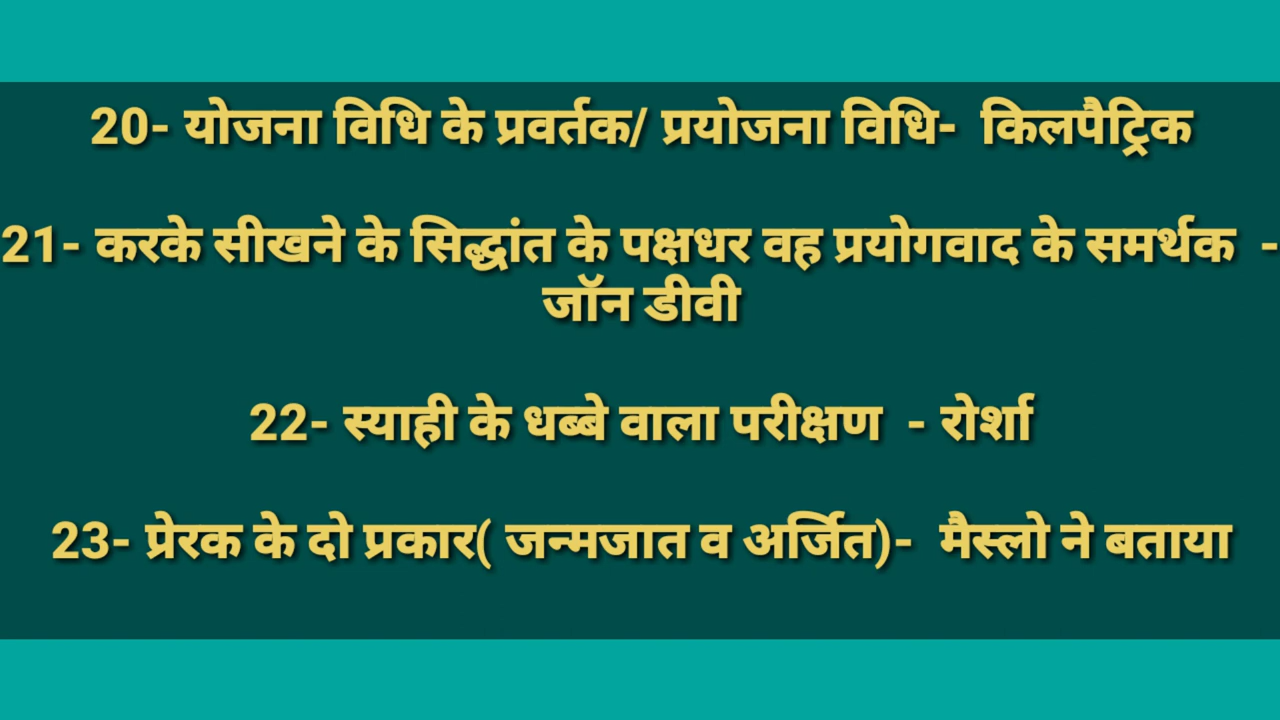 20- योजना विधि के प्रवर्तक/ प्रयोजना विधि- किलपैट्रिक
21- करके सीखने के सिद्धांत के पक्षधर वह प्रयोगवाद के समर्थक -
जॉन डीवी
22- स्याही के धब्बे वाला परीक्षण - रोर्शा
23- प्रेरक के दो प्रकार( जन्मजात व अर्जित)- मैस्लो ने बताया